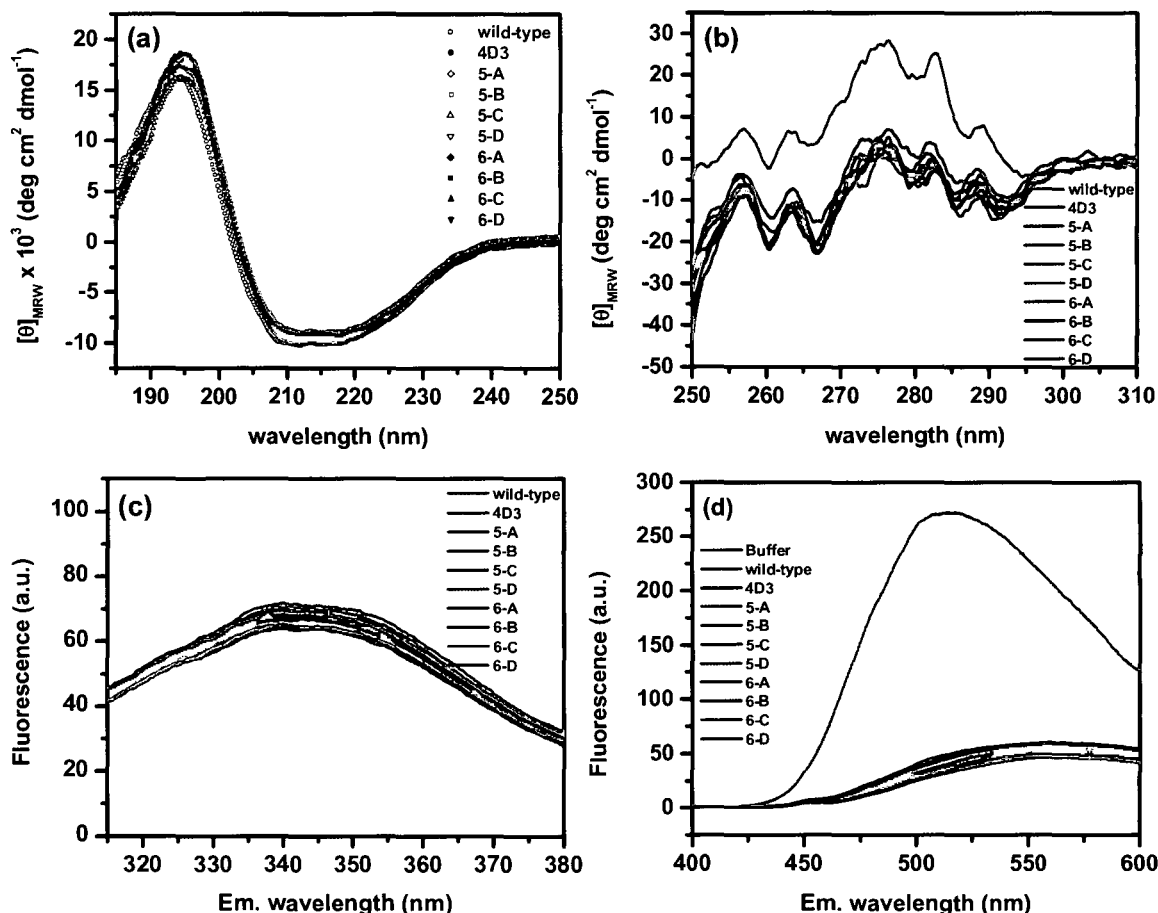 (a)
wild-type
4D3
5-A
5-B
5-C
5-D
6-A
6-B
6-C
6-D
20
15
10
5
0
-5
-10
[θ]MRW x 10³ (deg cm² dmol⁻¹)
190 200 210 220 230 240 250
wavelength (nm)
(b)
30
20
10
0
-10
-20
-30
-40
-50
[θ]MRW (deg cm² dmol⁻¹)
wild-type
4D3
5-A
5-B
5-C
5-D
6-A
6-B
6-C
6-D
250 260 270 280 290 300 310
wavelength (nm)
(c)
wild-type
4D3
5-A
5-B
5-C
5-D
6-A
6-B
6-C
6-D
100
80
60
40
20
0
Fluorescence (a.u.)
320 330 340 350 360 370 380
Em. wavelength (nm)
(d)
300
250
200
150
100
50
0
Fluorescence (a.u.)
Buffer
wild-type
4D3
5-A
5-B
5-C
5-D
6-A
6-B
6-C
6-D
400 450 500 550 600
Em. wavelength (nm)